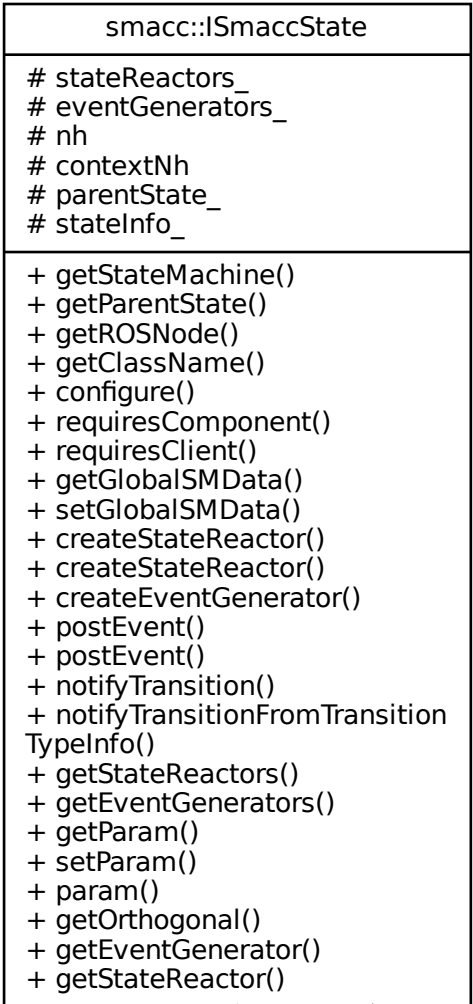 smacc::ISmaccState
# stateReactors_
# eventGenerators_
# nh
# contextNh
# parentState_
# stateInfo_
+ getStateMachine()
+ getParentState()
+ getROSNode()
+ getClassName()
+ configure()
+ requiresComponent()
+ requiresClient()
+ getGlobalSMData()
+ setGlobalSMData()
+ createStateReactor()
+ createStateReactor()
+ createEventGenerator()
+ postEvent()
+ postEvent()
+ notifyTransition()
+ notifyTransitionFromTransition
TypeInfo()
+ getStateReactors()
+ getEventGenerators()
+ getParam()
+ setParam()
+ param()
+ getOrthogonal()
+ getEventGenerator()
+ getStateReactor()